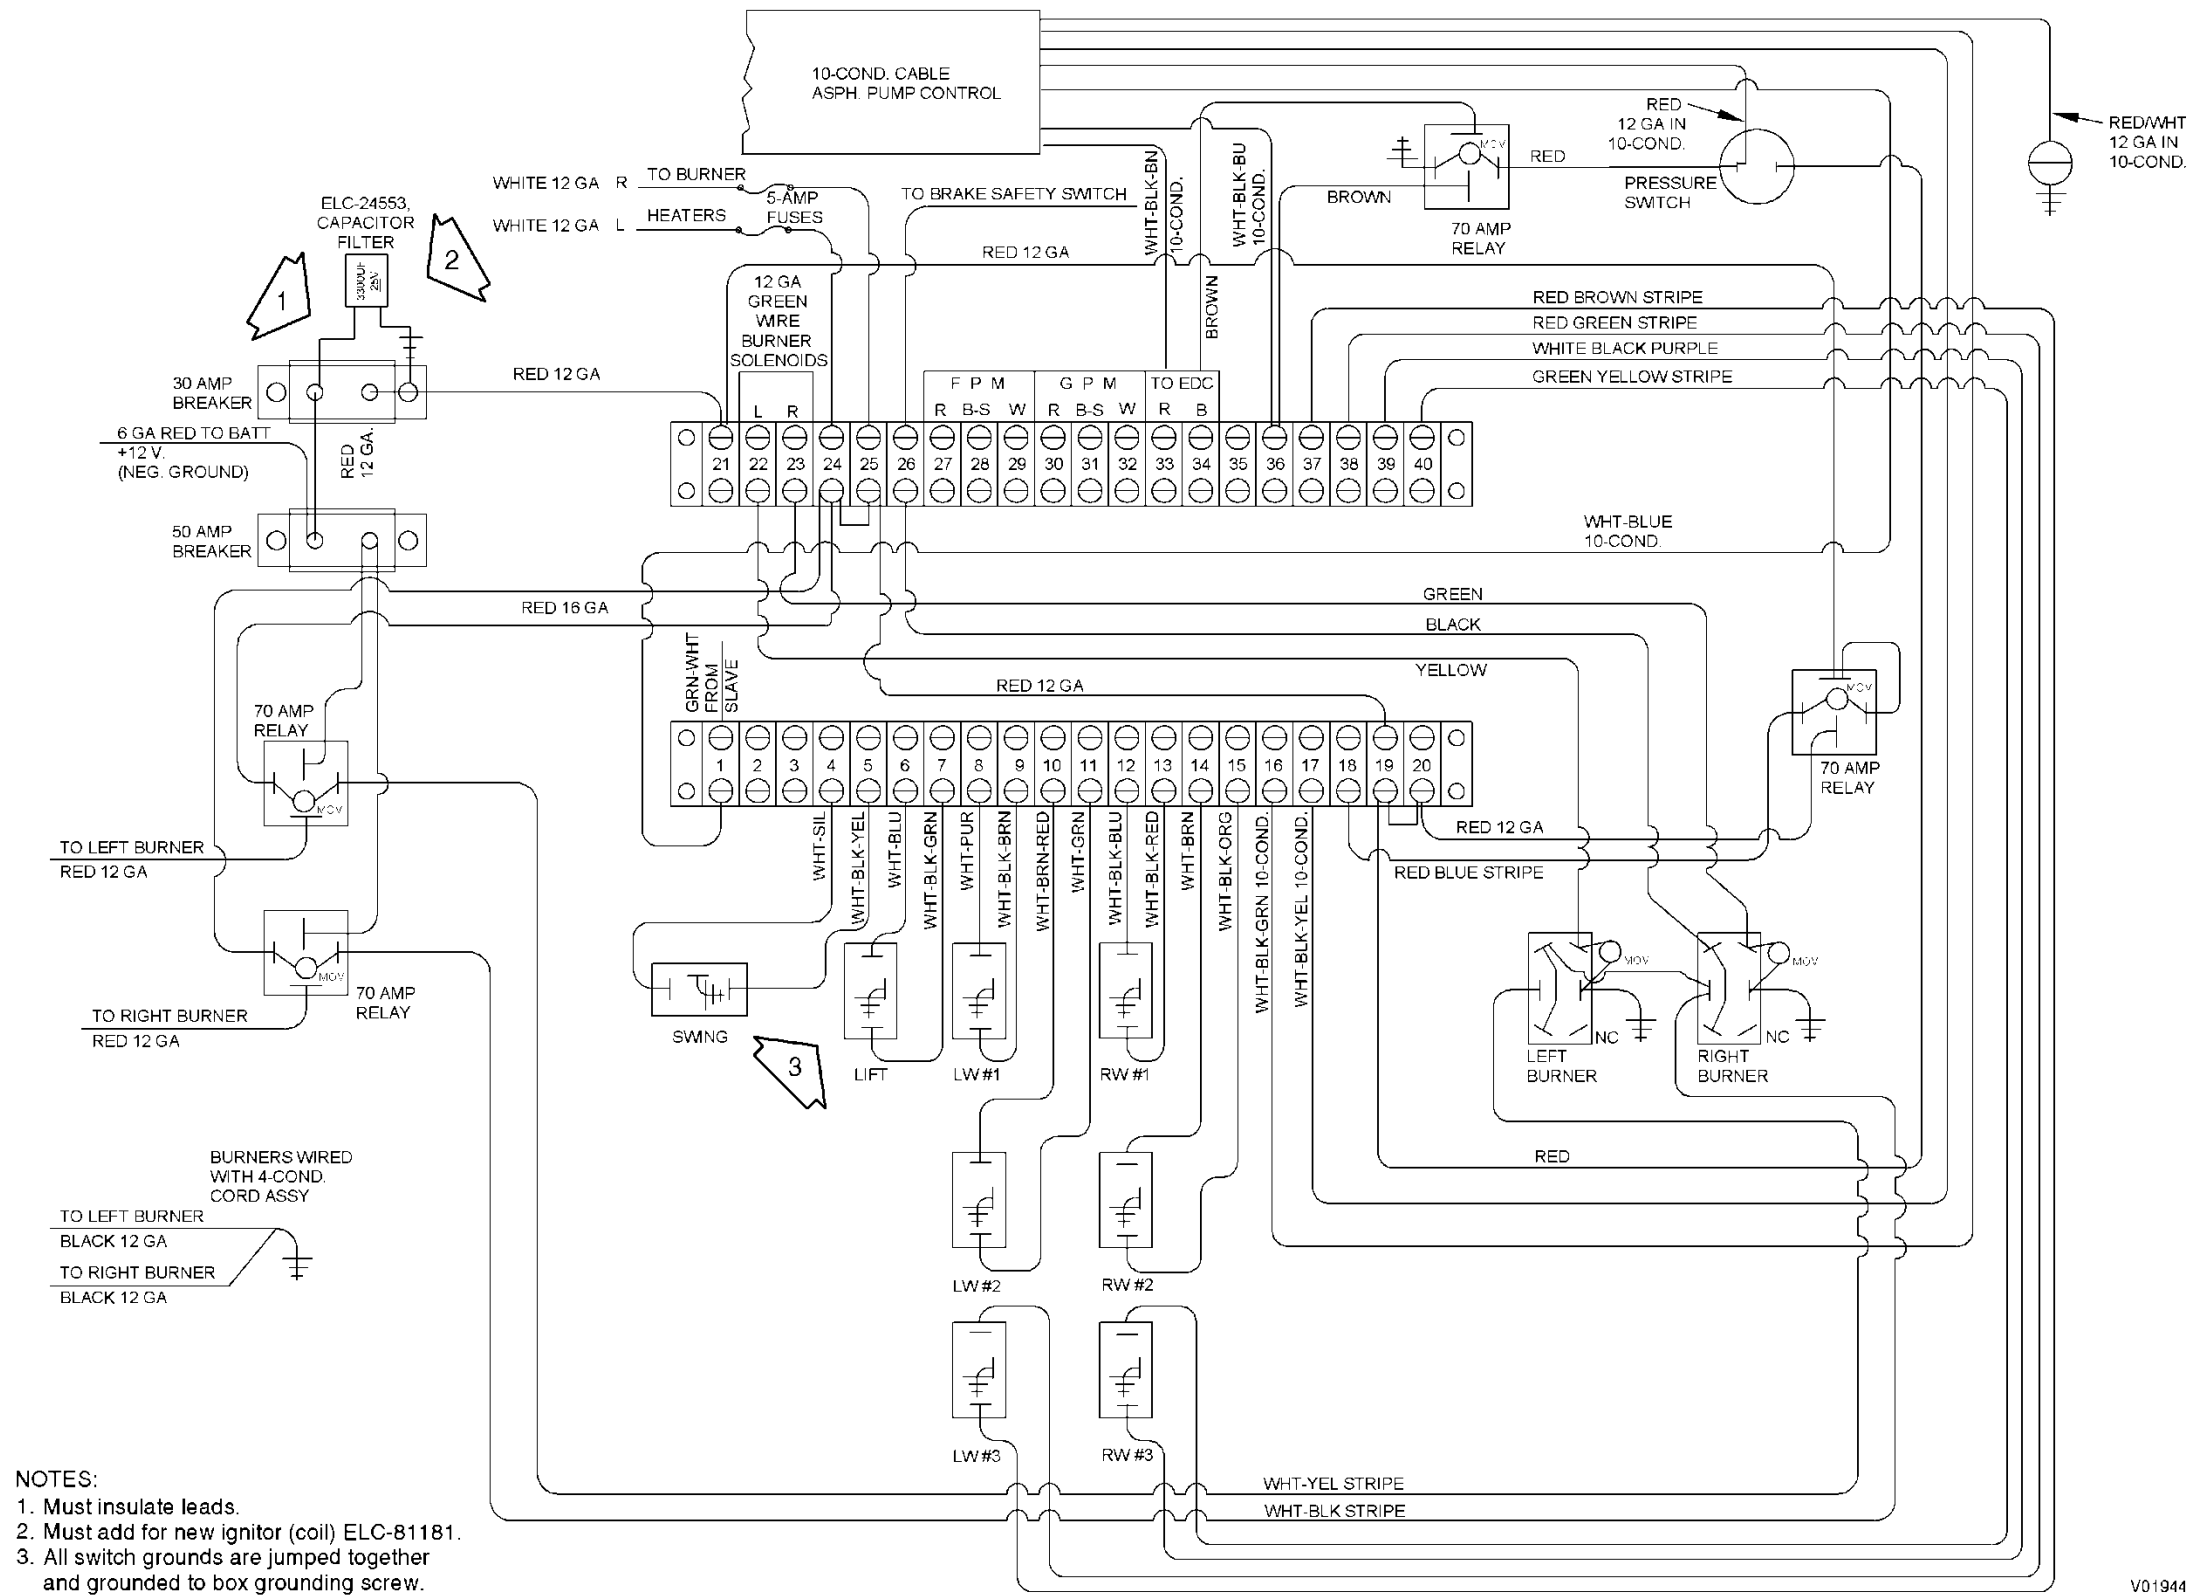 10-COND. CABLE
ASPH. PUMP CONTROL
RED
12 GA IN
10-COND.
RED/WHT
12 GA IN
10-COND.
WHITE 12 GA R
TO BURNER
5-AMP
FUSES
WHITE 12 GA L
HEATERS
TO BRAKE SAFETY SWITCH
WHT-BLK-BN
10-COND.
WHT-BLK-BU
10-COND.
MOV
RED
BROWN
70 AMP
RELAY
PRESSURE
SWITCH
ELC-24553,
CAPACITOR
FILTER
3300UF
25V
1
2
RED 12 GA
12 GA
GREEN
WIRE
BURNER
SOLENOIDS
BROWN
RED BROWN STRIPE
RED GREEN STRIPE
WHITE BLACK PURPLE
GREEN YELLOW STRIPE
30 AMP
BREAKER
RED 12 GA
6 GA RED TO BATT
+12 V.
(NEG. GROUND)
RED
12 GA.
F P M
G P M
TO EDC
L R
R B-S W R B-S W R B
21 22 23 24 25 26 27 28 29 30 31 32 33 34 35 36 37 38 39 40
50 AMP
BREAKER
WHT-BLUE
10-COND.
RED 16 GA
GREEN
BLACK
YELLOW
RED 12 GA
GRN-WHT
FROM
SLAVE
MOV
70 AMP
RELAY
70 AMP
RELAY
MOV
1 2 3 4 5 6 7 8 9 10 11 12 13 14 15 16 17 18 19 20
TO LEFT BURNER
RED 12 GA
WHT-SIL
WHT-BLK-YEL
WHT-BLU
WHT-BLK-GRN
WHT-PUR
WHT-BLK-BRN
WHT-BRN-RED
WHT-GRN
WHT-BLK-BLU
WHT-BLK-RED
WHT-BRN
WHT-BLK-ORG
WHT-BLK-GRN 10-COND.
WHT-BLK-YEL 10-COND.
RED 12 GA
RED BLUE STRIPE
MOV
70 AMP
RELAY
TO RIGHT BURNER
RED 12 GA
SWING
3
LIFT
LW #1
RW #1
MOV
NC
LEFT
BURNER
MOV
NC
RIGHT
BURNER
RED
BURNERS WIRED
WITH 4-COND.
CORD ASSY
TO LEFT BURNER
BLACK 12 GA
TO RIGHT BURNER
BLACK 12 GA
LW #2
RW #2
LW #3
RW #3
WHT-YEL STRIPE
WHT-BLK STRIPE
NOTES:
1. Must insulate leads.
2. Must add for new ignitor (coil) ELC-81181.
3. All switch grounds are jumped together
and grounded to box grounding screw.
V01944